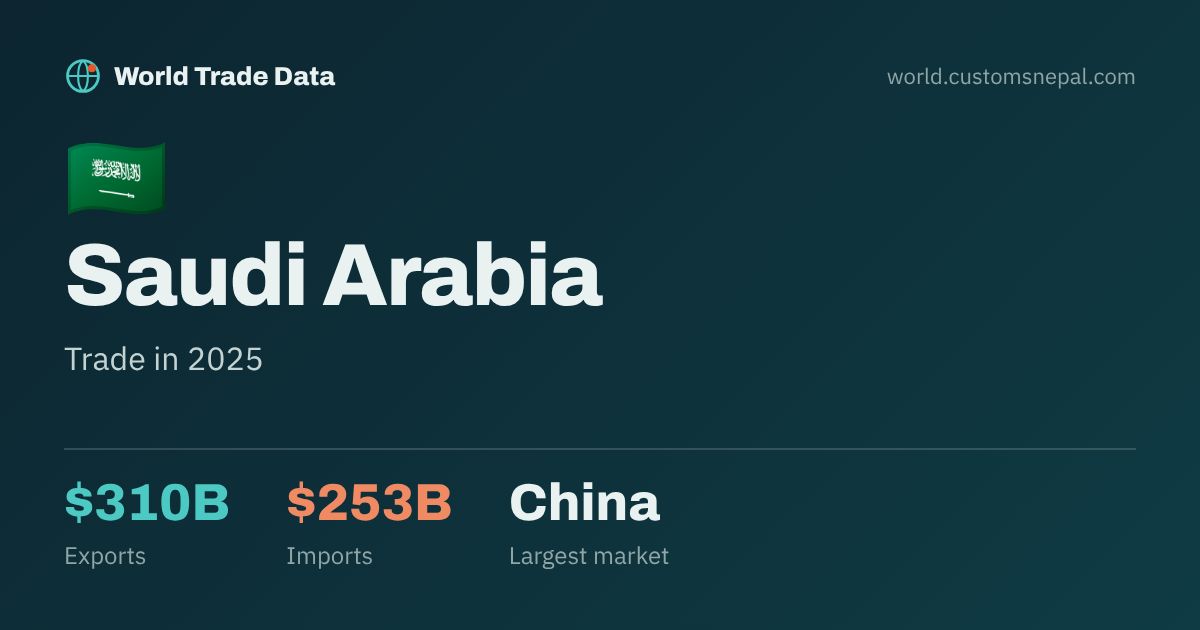 World Trade Data
world.customsnepal.com
Saudi Arabia
Trade in 2025
$310B
$253B
China
Exports
Imports
Largest market